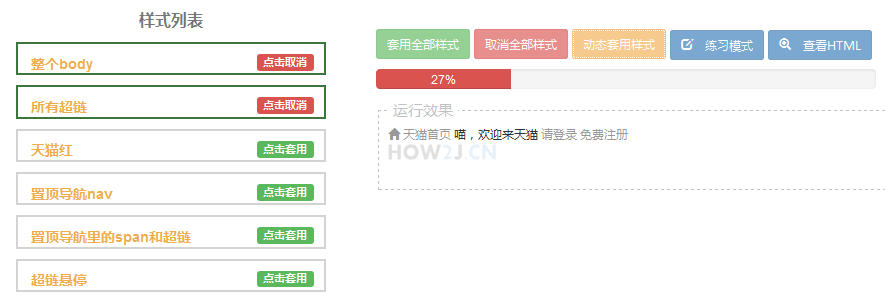 样式列表
整个body 点击取消
所有超链 点击取消
天猫红 点击套用
置顶导航nav 点击套用
置顶导航里的span和超链 点击套用
超链悬停 点击套用
套用全部样式 取消全部样式 动态套用样式 练习模式 查看HTML
27%
运行效果
天猫首页 喵，欢迎来天猫 请登录 免费注册
HOW2J.CN